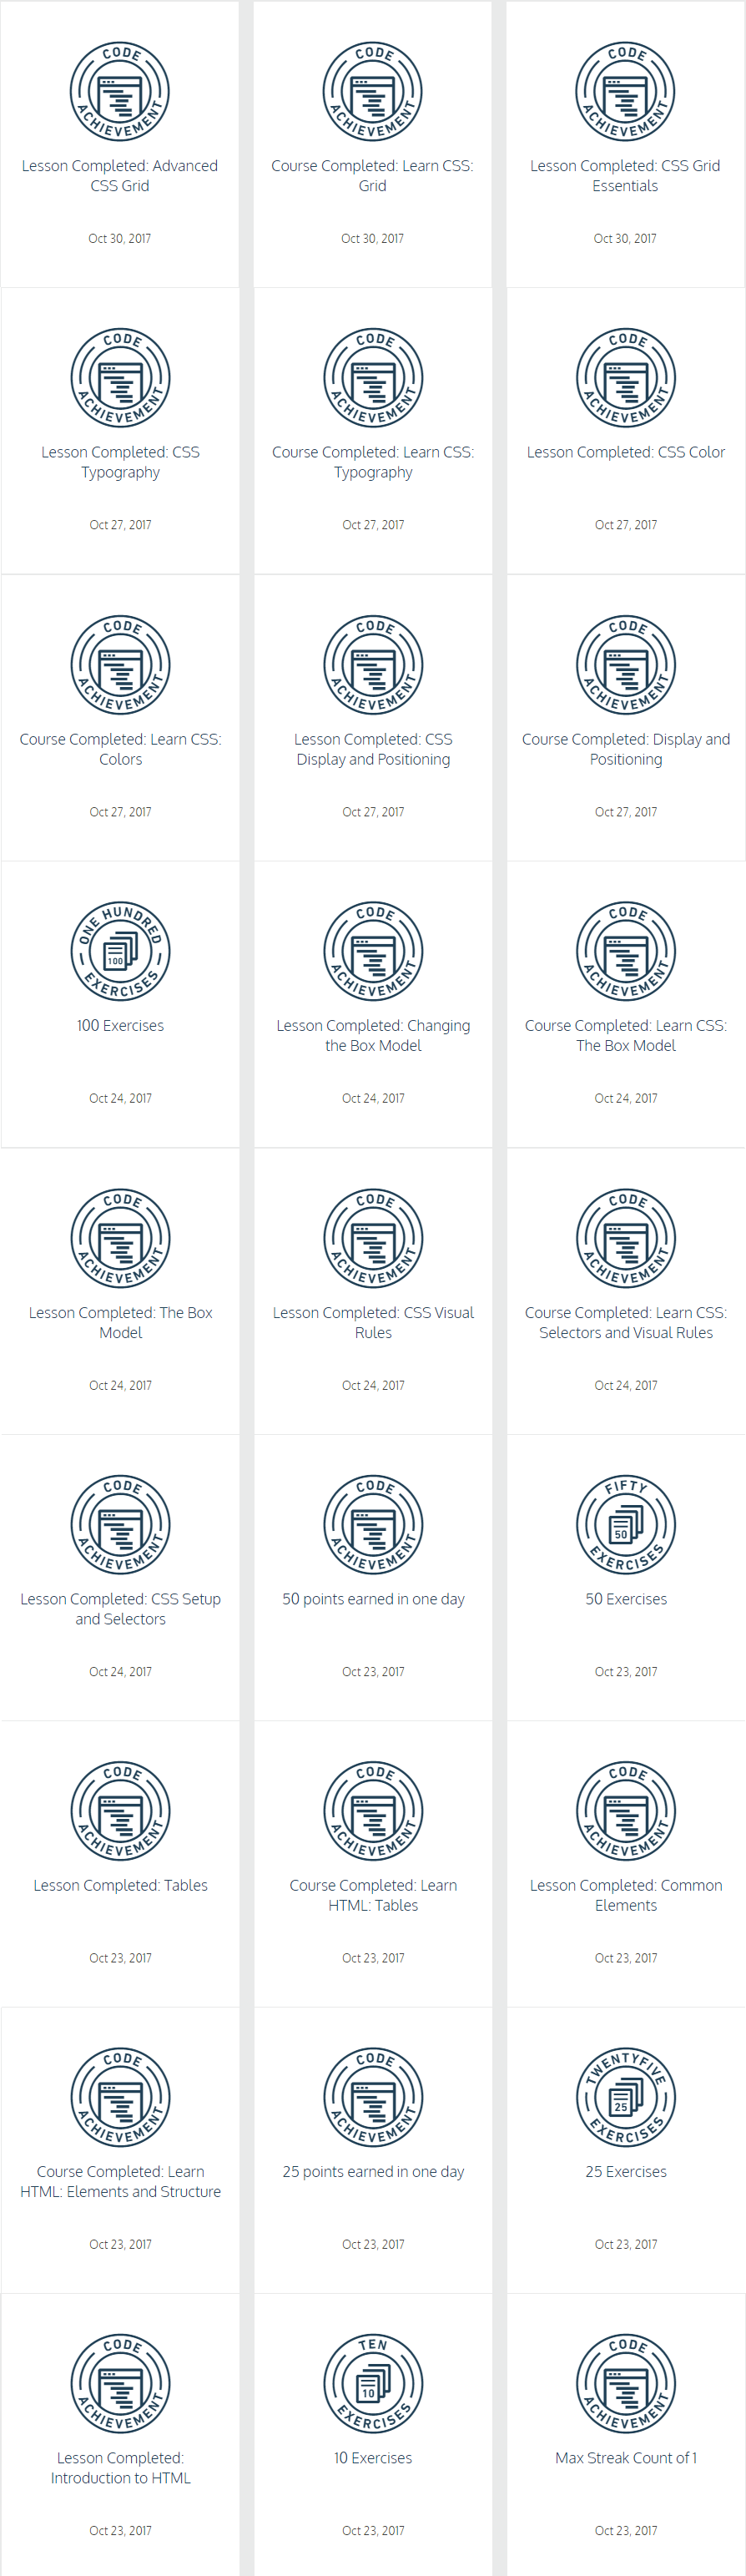 CODE ACHIEVEMENT
Lesson Completed: Advanced
CSS Grid
Oct 30, 2017
CODE ACHIEVEMENT
Course Completed: Learn CSS:
Grid
Oct 30, 2017
CODE ACHIEVEMENT
Lesson Completed: CSS Grid
Essentials
Oct 30, 2017
CODE ACHIEVEMENT
Lesson Completed: CSS
Typography
Oct 27, 2017
CODE ACHIEVEMENT
Course Completed: Learn CSS:
Typography
Oct 27, 2017
CODE ACHIEVEMENT
Lesson Completed: CSS Color
Oct 27, 2017
CODE ACHIEVEMENT
Course Completed: Learn CSS:
Colors
Oct 27, 2017
CODE ACHIEVEMENT
Lesson Completed: CSS
Display and Positioning
Oct 27, 2017
CODE ACHIEVEMENT
Course Completed: Display and
Positioning
Oct 27, 2017
ONE HUNDRED EXERCISES
100
100 Exercises
Oct 24, 2017
CODE ACHIEVEMENT
Lesson Completed: Changing
the Box Model
Oct 24, 2017
CODE ACHIEVEMENT
Course Completed: Learn CSS:
The Box Model
Oct 24, 2017
CODE ACHIEVEMENT
Lesson Completed: The Box
Model
Oct 24, 2017
CODE ACHIEVEMENT
Lesson Completed: CSS Visual
Rules
Oct 24, 2017
CODE ACHIEVEMENT
Course Completed: Learn CSS:
Selectors and Visual Rules
Oct 24, 2017
CODE ACHIEVEMENT
Lesson Completed: CSS Setup
and Selectors
Oct 24, 2017
CODE ACHIEVEMENT
50 points earned in one day
Oct 23, 2017
FIFTY EXERCISES
50
50 Exercises
Oct 23, 2017
CODE ACHIEVEMENT
Lesson Completed: Tables
Oct 23, 2017
CODE ACHIEVEMENT
Course Completed: Learn
HTML: Tables
Oct 23, 2017
CODE ACHIEVEMENT
Lesson Completed: Common
Elements
Oct 23, 2017
CODE ACHIEVEMENT
Course Completed: Learn
HTML: Elements and Structure
Oct 23, 2017
CODE ACHIEVEMENT
25 points earned in one day
Oct 23, 2017
TWENTYFIVE EXERCISES
25
25 Exercises
Oct 23, 2017
CODE ACHIEVEMENT
Lesson Completed:
Introduction to HTML
Oct 23, 2017
TEN EXERCISES
10
10 Exercises
Oct 23, 2017
CODE ACHIEVEMENT
Max Streak Count of 1
Oct 23, 2017